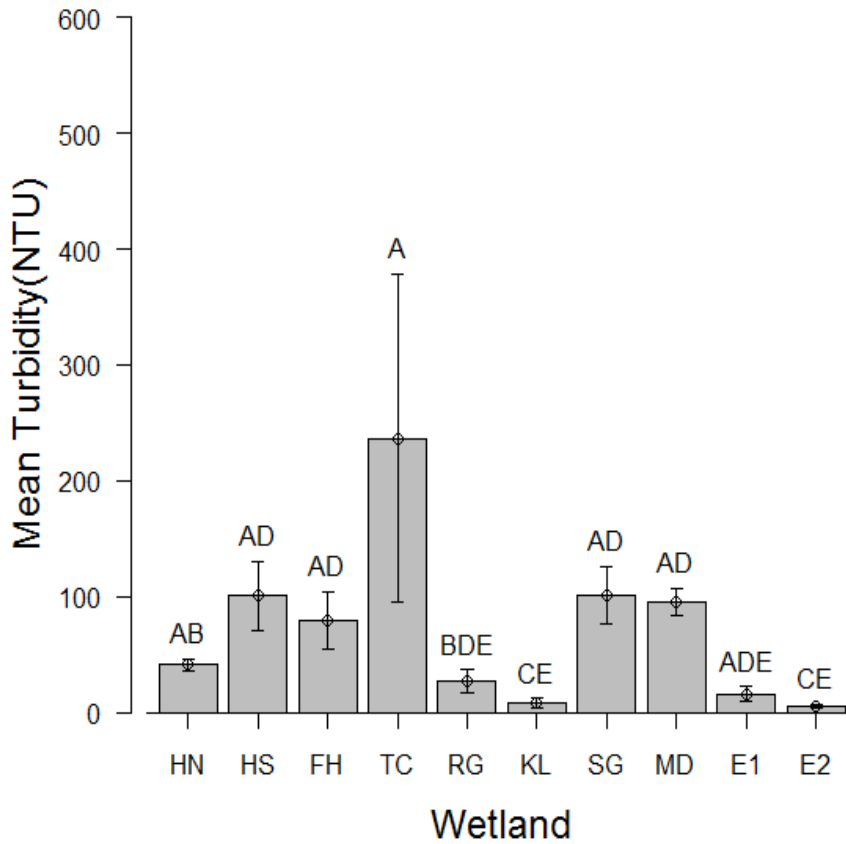 600
500
400
300
200
100
0
Mean Turbidity(NTU)
AB
AD
AD
A
BDE
CE
AD
AD
ADE
CE
HN HS FH TC RG KL SG MD E1 E2
Wetland